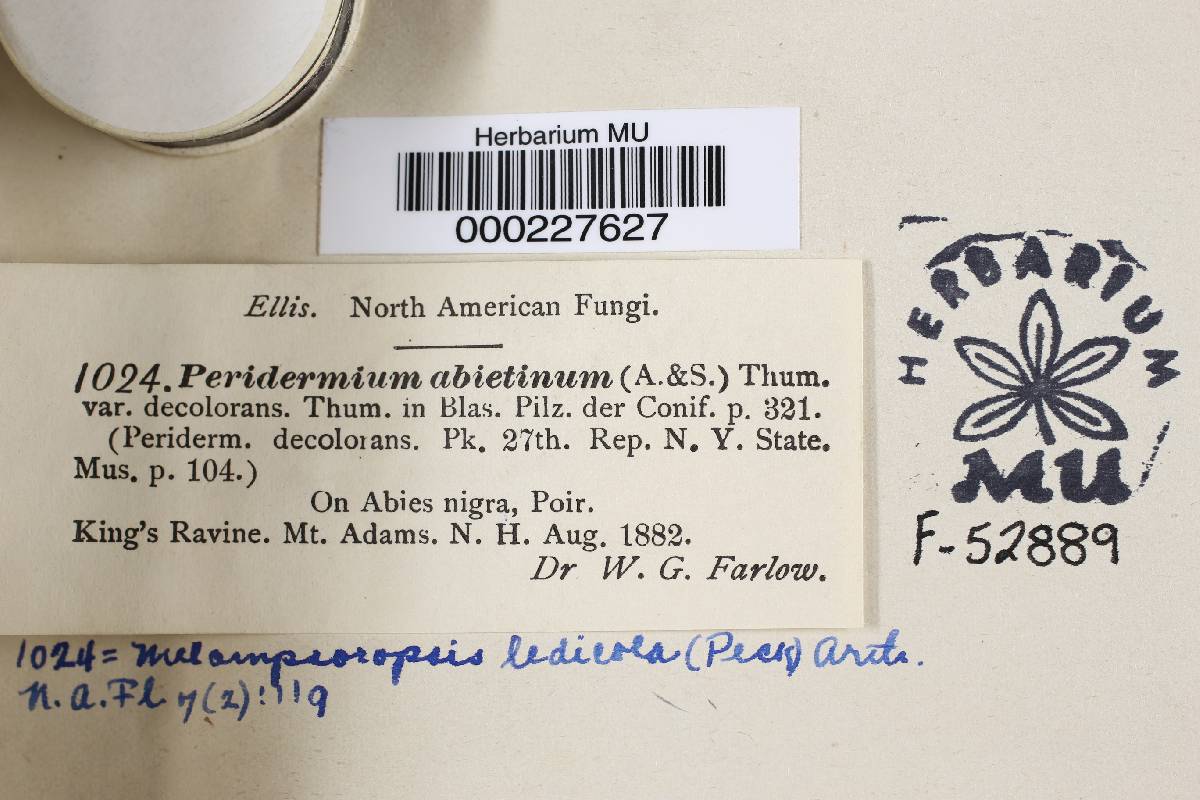 Herbarium MU
000227627
HERBARIUM
MU
F-52889
Ellis. North American Fungi.
1024. Peridermium abietinum (A.&S.) Thum.
var. decolorans. Thum. in Blas. Pilz. der Conif. p. 321.
(Periderm. decolorans. Pk. 27th. Rep. N. Y. State.
Mus. p. 104.)
On Abies nigra, Poir.
King's Ravine. Mt. Adams. N. H. Aug. 1882.
Dr W. G. Farlow.
1024 = Melampsoropsis ledicola (Peck) Arth.
N.A.Fl 7(2):119